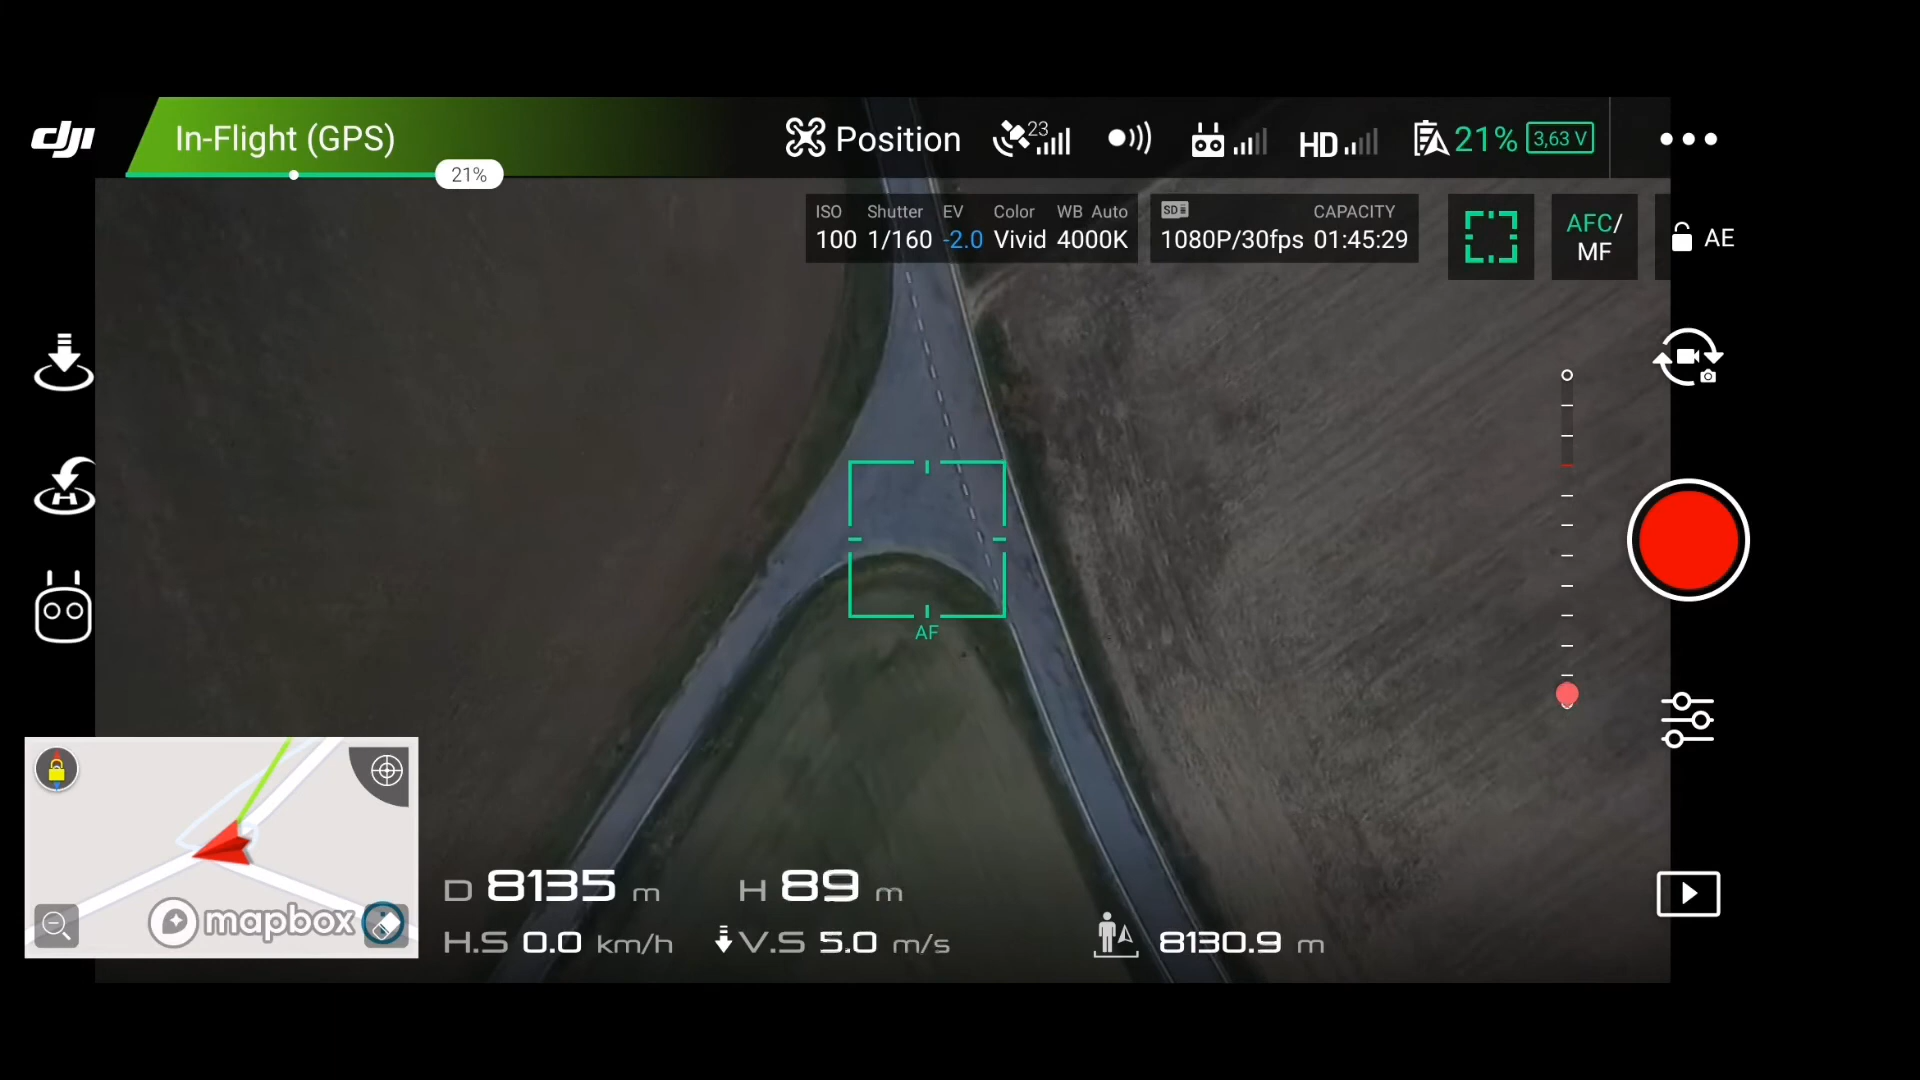 dji
In-Flight (GPS)
21%
Position
23
HD
21%
3,63 V
ISO Shutter EV Color WB Auto
100 1/160 -2.0 Vivid 4000K
SD CAPACITY
1080P/30fps 01:45:29
AFC/
MF
AE
AF
mapbox
D 8135 m H 89 m
H.S 0.0 km/h V.S 5.0 m/s 8130.9 m